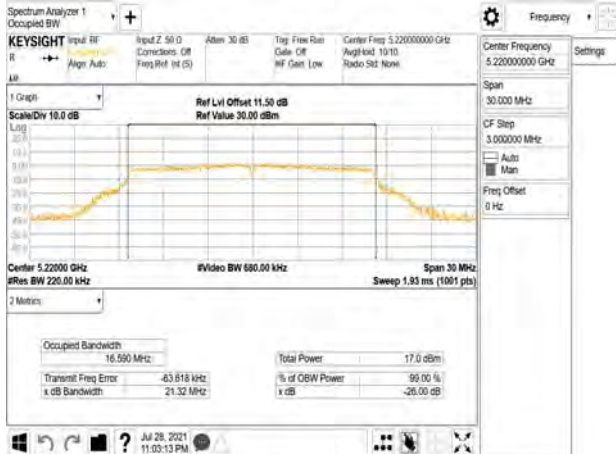 Spectrum Analyzer 1
Occupied BW
+
Frequency
KEYSIGHT
Input: RF
Input Z: 50 Ω
Atten: 30 dB
Trig: Free Run
Center Freq: 5.220000000 GHz
R
Corrections: Off
Gate: Off
Avg|Hold: 10/10
Align: Auto
Freq Ref: Int (S)
#IF Gain: Low
Radio Std: None
Center Frequency
5.220000000 GHz
Settings
Span
30.000 MHz
CF Step
3.000000 MHz
Auto
Man
Freq Offset
0 Hz
1 Graph
Ref Lvl Offset 11.50 dB
Scale/Div 10.0 dB
Ref Value 30.00 dBm
Log
Center 5.22000 GHz
#Video BW 680.00 kHz
Span 30 MHz
#Res BW 220.00 kHz
Sweep 1.93 ms (1001 pts)
2 Metrics
Occupied Bandwidth
16.590 MHz
Total Power
17.0 dBm
Transmit Freq Error
-63.618 kHz
% of OBW Power
99.00 %
x dB Bandwidth
21.32 MHz
x dB
-26.00 dB
?
Jul 28, 2021
11:03:13 PM